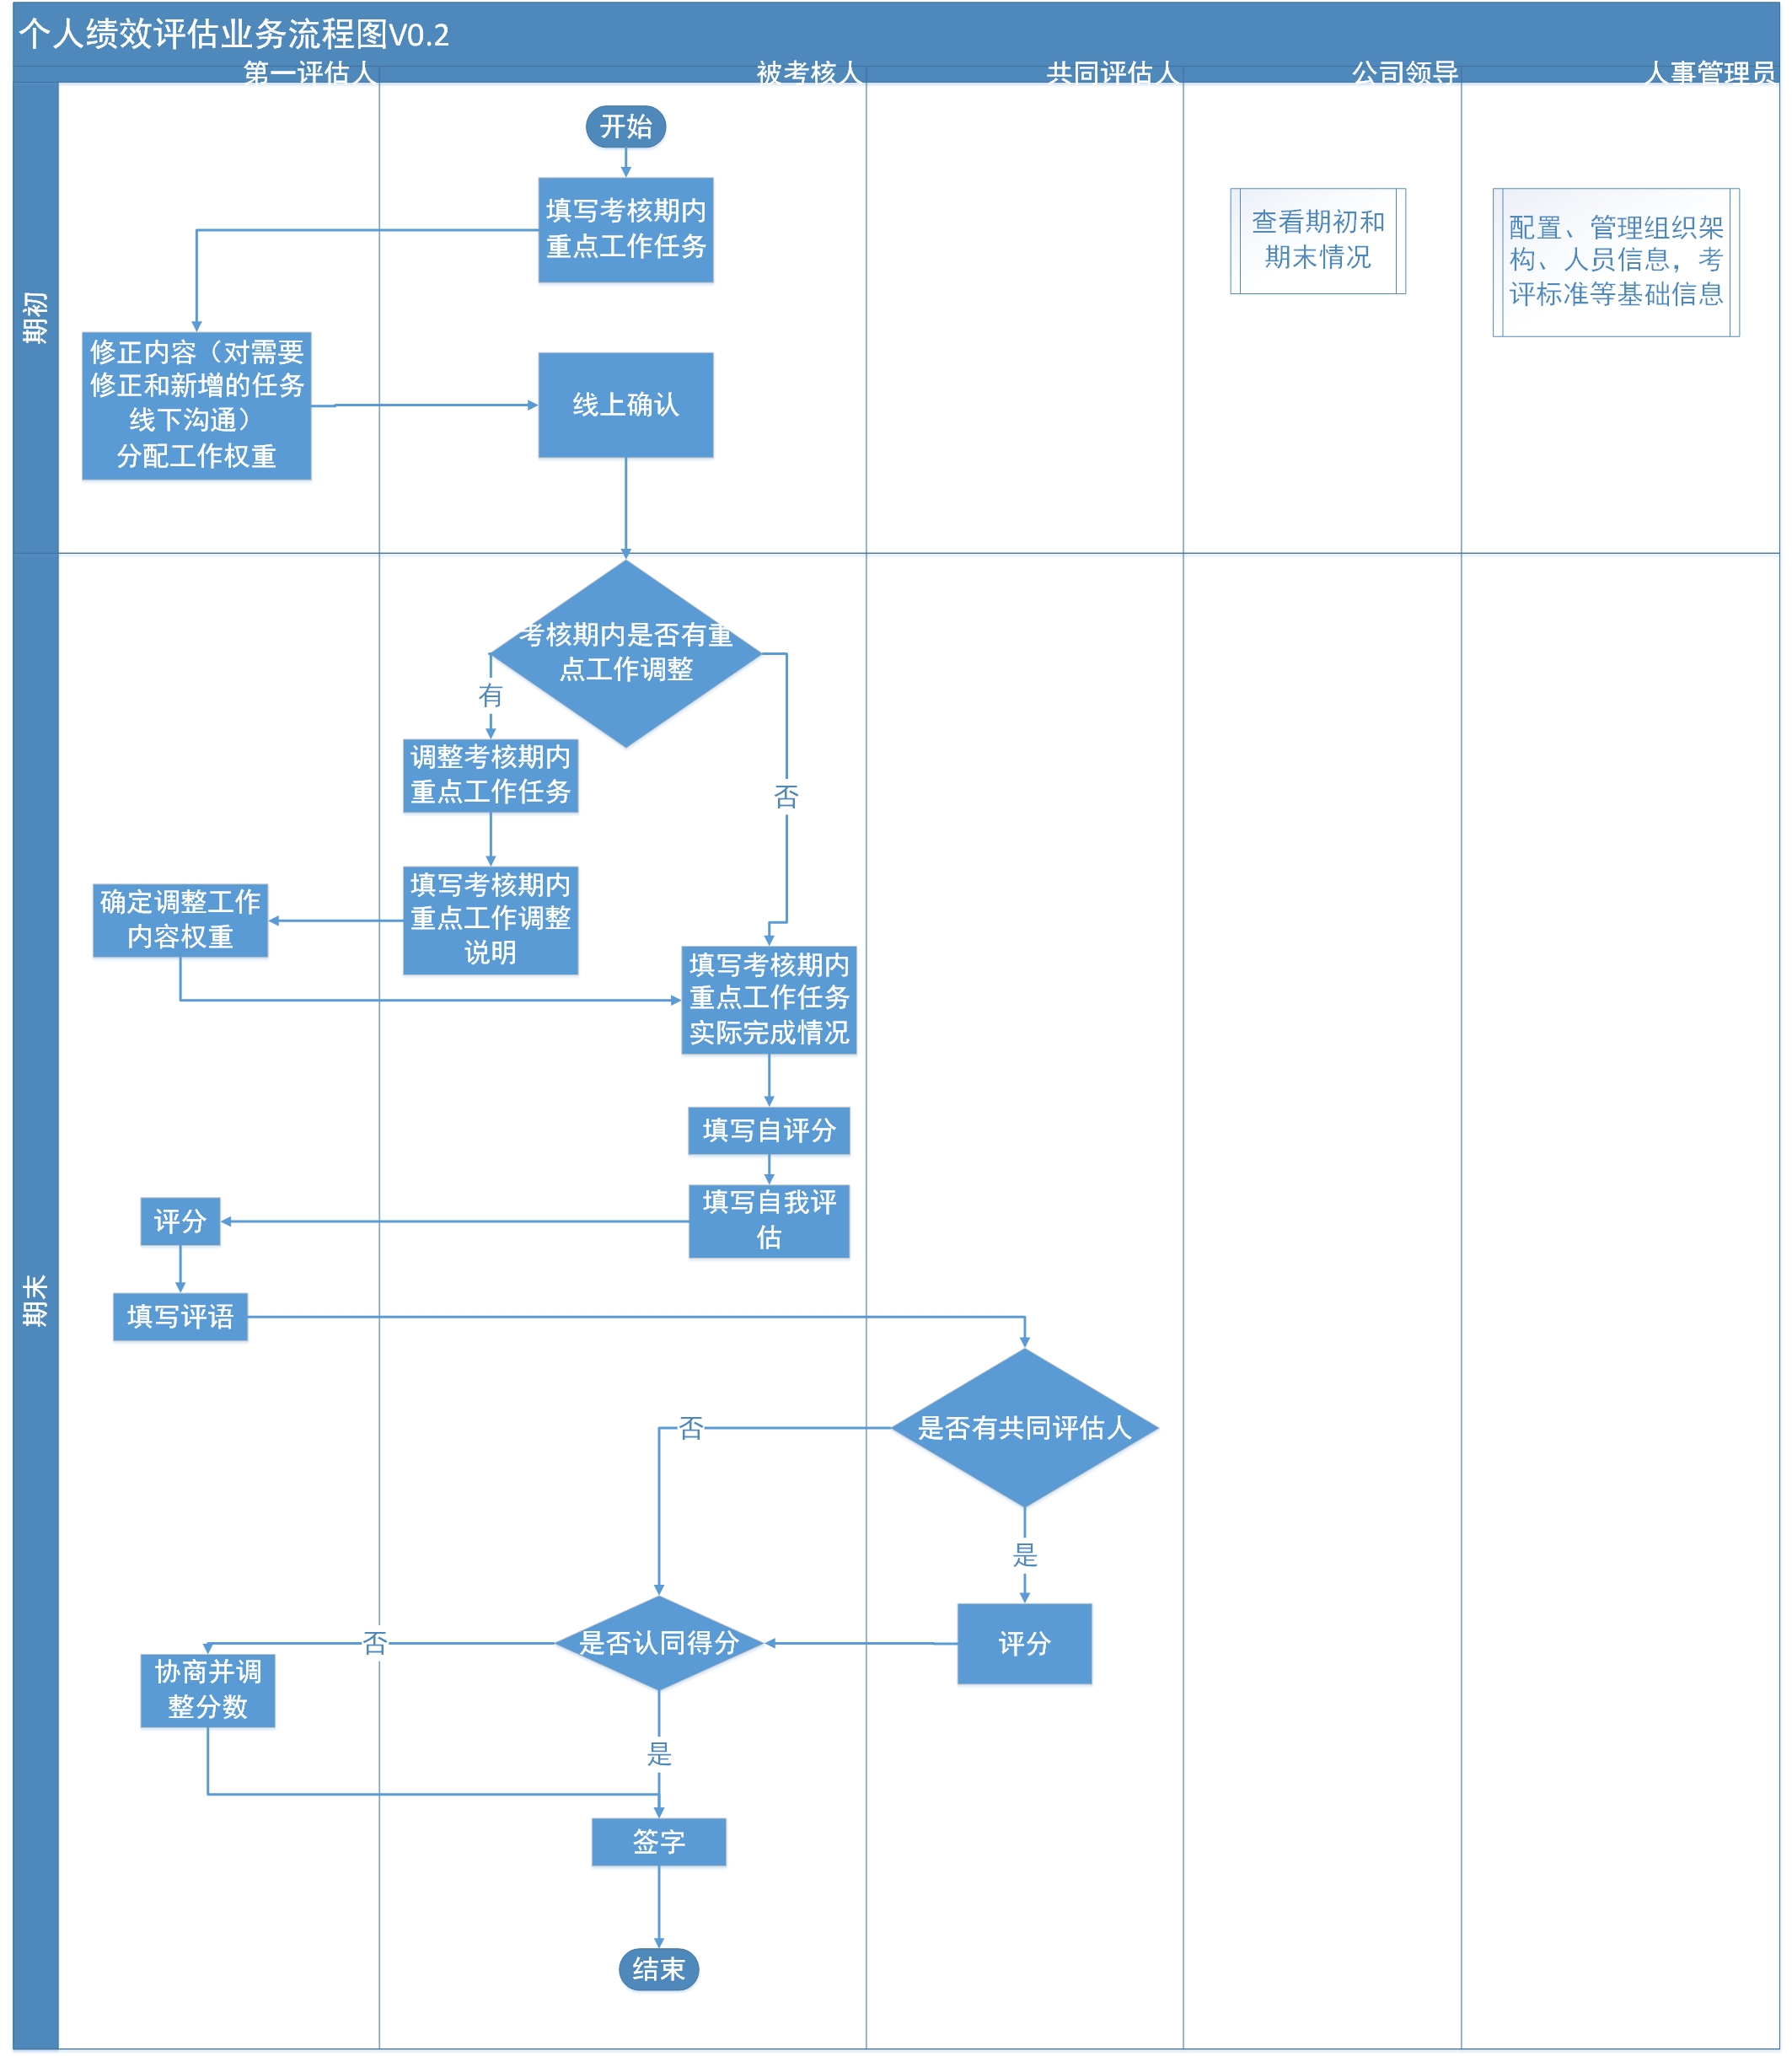 个人绩效评估业务流程图V0.2
第一评估人
被考核人
共同评估人
公司领导
人事管理员
期初
开始
填写考核期内
重点工作任务
查看期初和
期末情况
配置、管理组织架
构、人员信息，考
评标准等基础信息
修正内容（对需要
修正和新增的任务
线下沟通）
分配工作权重
线上确认
期末
考核期内是否有重
点工作调整
有
否
调整考核期内
重点工作任务
填写考核期内
重点工作调整
说明
确定调整工作
内容权重
填写考核期内
重点工作任务
实际完成情况
填写自评分
填写自我评
估
评分
填写评语
是否有共同评估人
否
是
评分
是否认同得分
否
协商并调
整分数
是
签字
结束